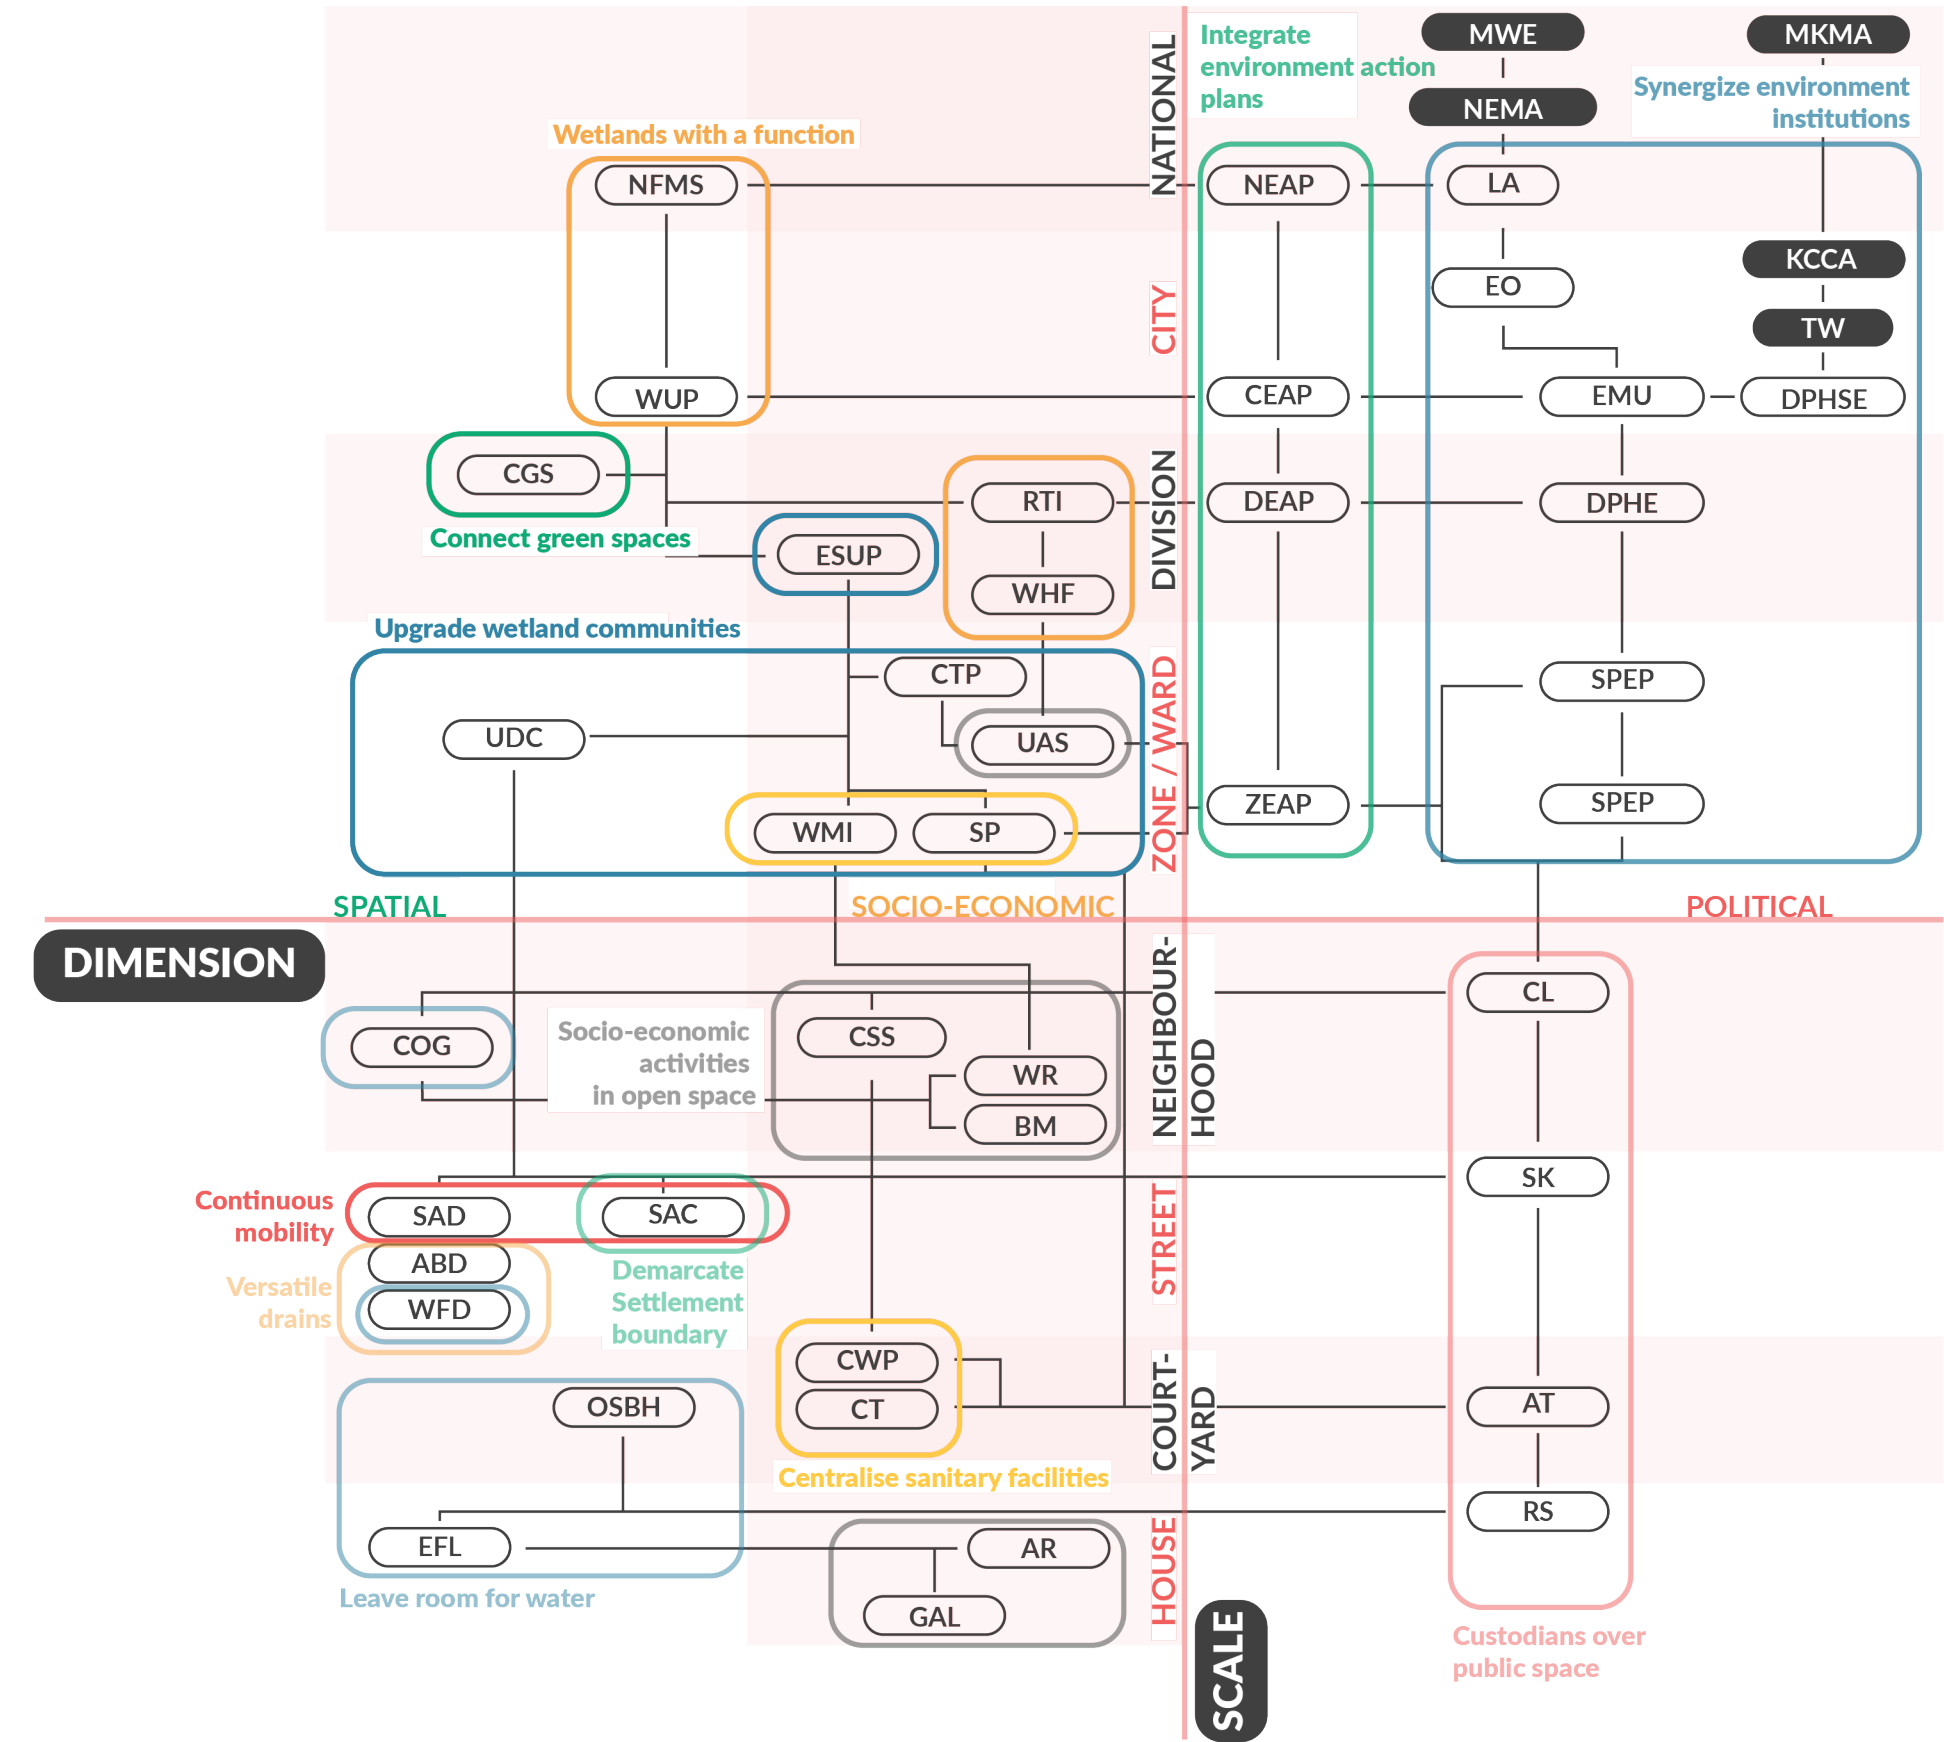 NATIONAL
Integrate
environment action
plans
MWE
MKMA
NEMA
Synergize environment
institutions
Wetlands with a function
NFMS
NEAP
LA
CITY
KCCA
EO
TW
WUP
CEAP
EMU
DPHSE
DIVISION
CGS
RTI
DEAP
DPHE
Connect green spaces
ESUP
WHF
Upgrade wetland communities
ZONE / WARD
CTP
SPEP
UDC
UAS
WMI
SP
ZEAP
SPEP
SPATIAL
SOCIO-ECONOMIC
POLITICAL
DIMENSION
NEIGHBOUR-
HOOD
CL
COG
Socio-economic
activities
in open space
CSS
WR
BM
SK
Continuous
mobility
SAD
SAC
STREET
ABD
Versatile
drains
WFD
Demarcate
Settlement
boundary
CWP
COURT-
YARD
OSBH
CT
AT
Centralise sanitary facilities
RS
EFL
AR
HOUSE
Leave room for water
GAL
SCALE
Custodians over
public space